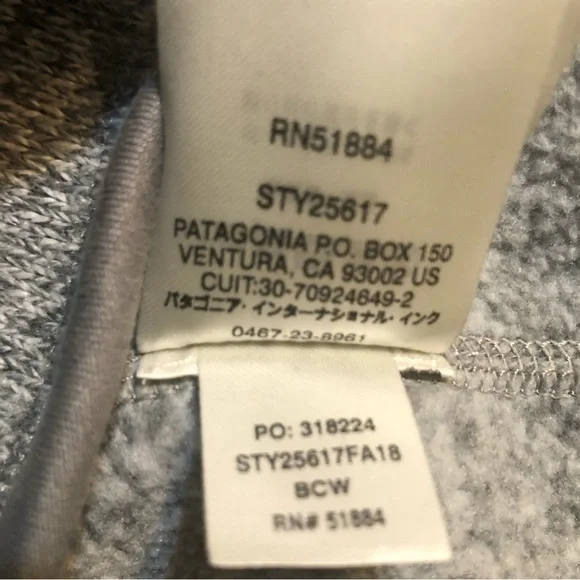 RN51884
STY25617
PATAGONIA P.O. BOX 150
VENTURA, CA 93002 US
CUIT:30-70924649-2
パタゴニア・インターナショナル・インク
0467-23-8961
PO: 318224
STY25617FA18
BCW
RN# 51884